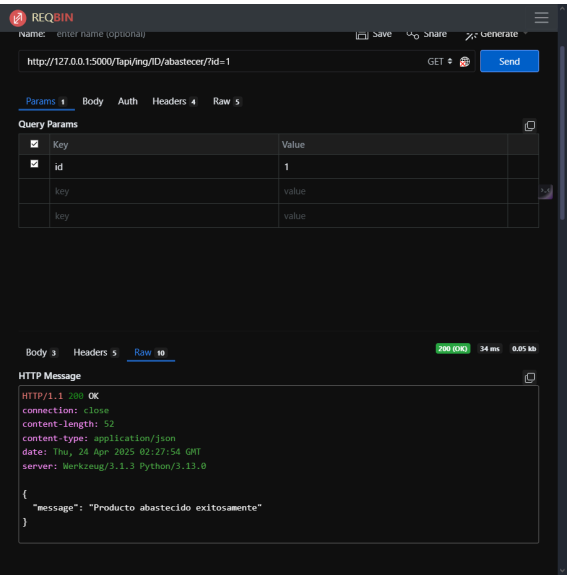 REQBIN
Name: enter name (optional) Save Share Generate
http://127.0.0.1:5000/Tapi/ing/ID/abastecer/?id=1 GET Send
Params 1 Body Auth Headers 4 Raw 5
Query Params
Key Value
id 1
key value
key value
Body 3 Headers 5 Raw 10 200 (OK) 34 ms 0.05 kb
HTTP Message
HTTP/1.1 200 OK
connection: close
content-length: 52
content-type: application/json
date: Thu, 24 Apr 2025 02:27:54 GMT
server: Werkzeug/3.1.3 Python/3.13.0
{
"message": "Producto abastecido exitosamente"
}